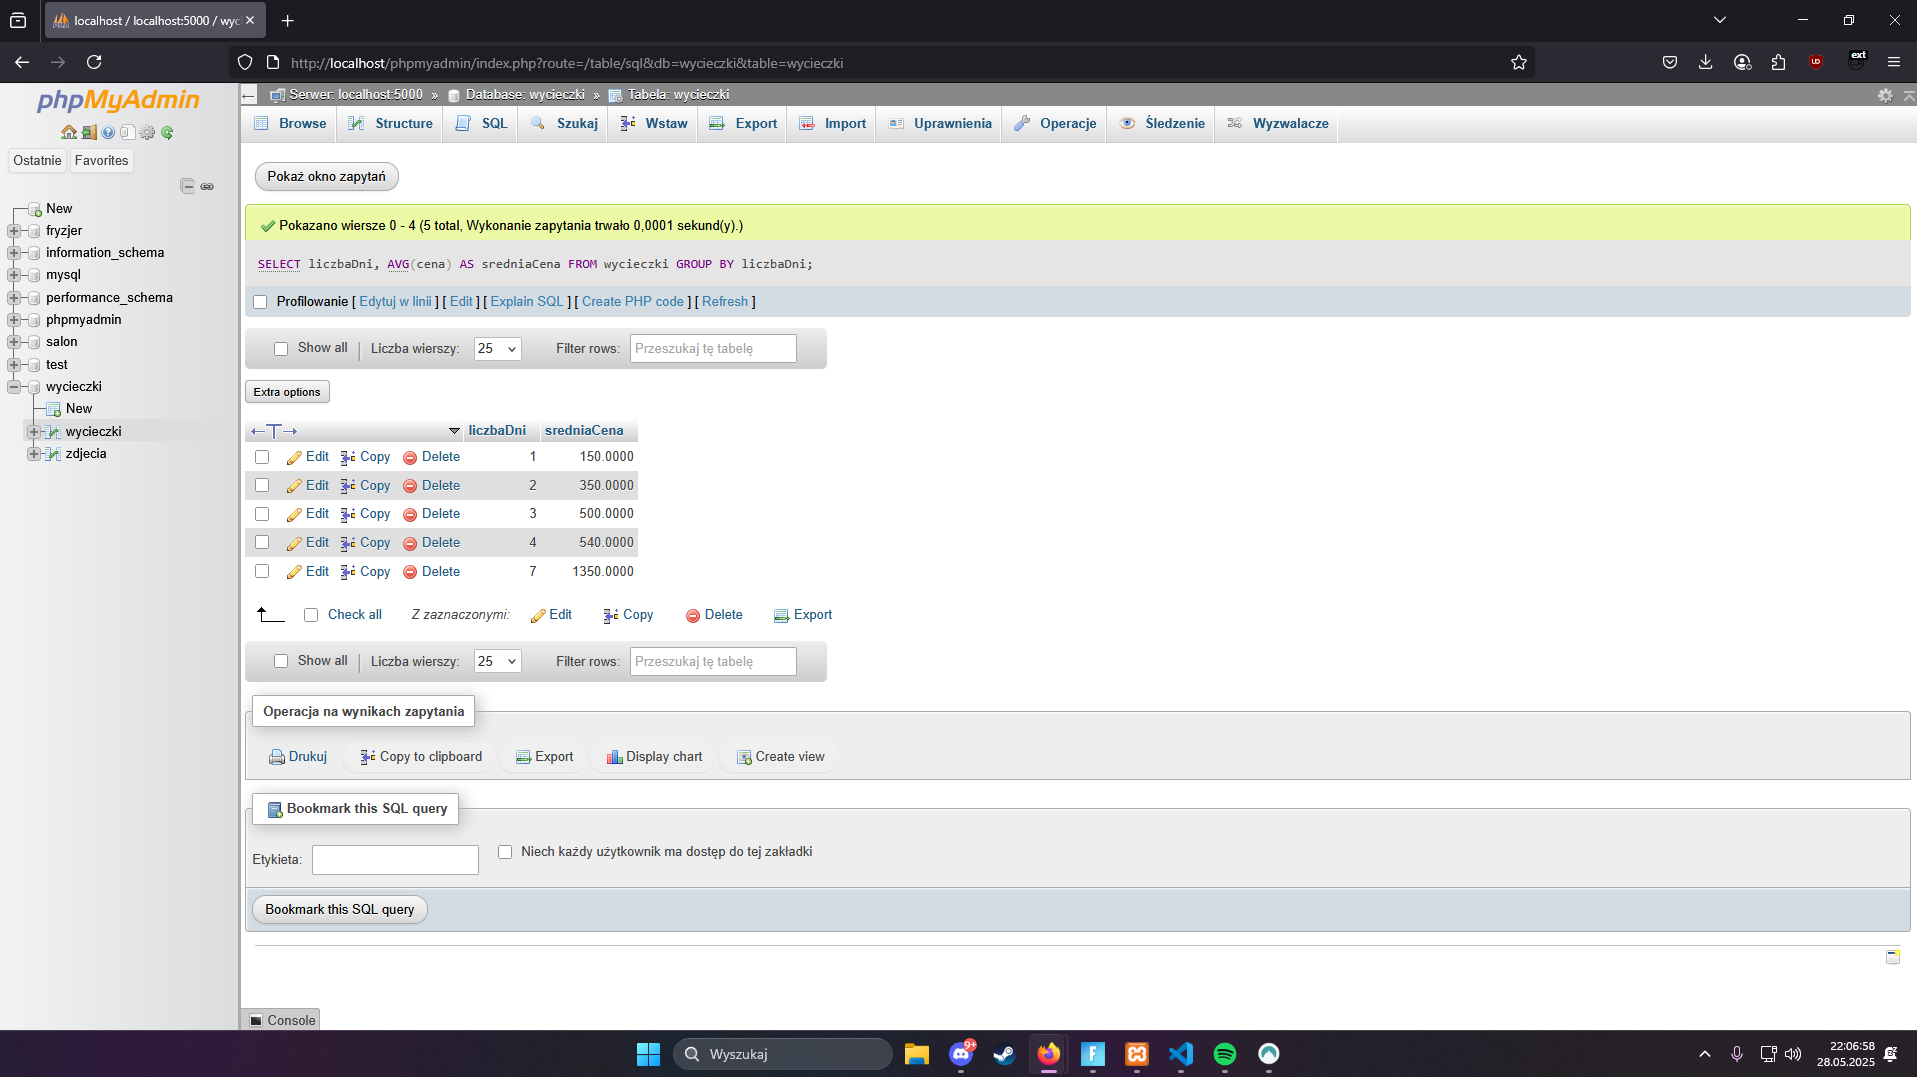 localhost / localhost:5000 / wyc
http://localhost/phpmyadmin/index.php?route=/table/sql&db=wycieczki&table=wycieczki
ext
phpMyAdmin
Ostatnie Favorites
New
fryzjer
information_schema
mysql
performance_schema
phpmyadmin
salon
test
wycieczki
New
wycieczki
zdjecia
Serwer: localhost:5000 » Database: wycieczki » Tabela: wycieczki
Browse Structure SQL Szukaj Wstaw Export Import Uprawnienia Operacje Śledzenie Wyzwalacze
Pokaż okno zapytań
Pokazano wiersze 0 - 4 (5 total, Wykonanie zapytania trwało 0,0001 sekund(y).)
SELECT liczbaDni, AVG(cena) AS sredniaCena FROM wycieczki GROUP BY liczbaDni;
Profilowanie [ Edytuj w linii ] [ Edit ] [ Explain SQL ] [ Create PHP code ] [ Refresh ]
Show all Liczba wierszy: 25 Filter rows: Przeszukaj tę tabelę
Extra options
←T→ liczbaDni sredniaCena
Edit Copy Delete 1 150.0000
Edit Copy Delete 2 350.0000
Edit Copy Delete 3 500.0000
Edit Copy Delete 4 540.0000
Edit Copy Delete 7 1350.0000
Check all Z zaznaczonymi: Edit Copy Delete Export
Show all Liczba wierszy: 25 Filter rows: Przeszukaj tę tabelę
Operacja na wynikach zapytania
Drukuj Copy to clipboard Export Display chart Create view
Bookmark this SQL query
Etykieta: Niech każdy użytkownik ma dostęp do tej zakładki
Bookmark this SQL query
Console
Wyszukaj
9+
22:06:58
28.05.2025